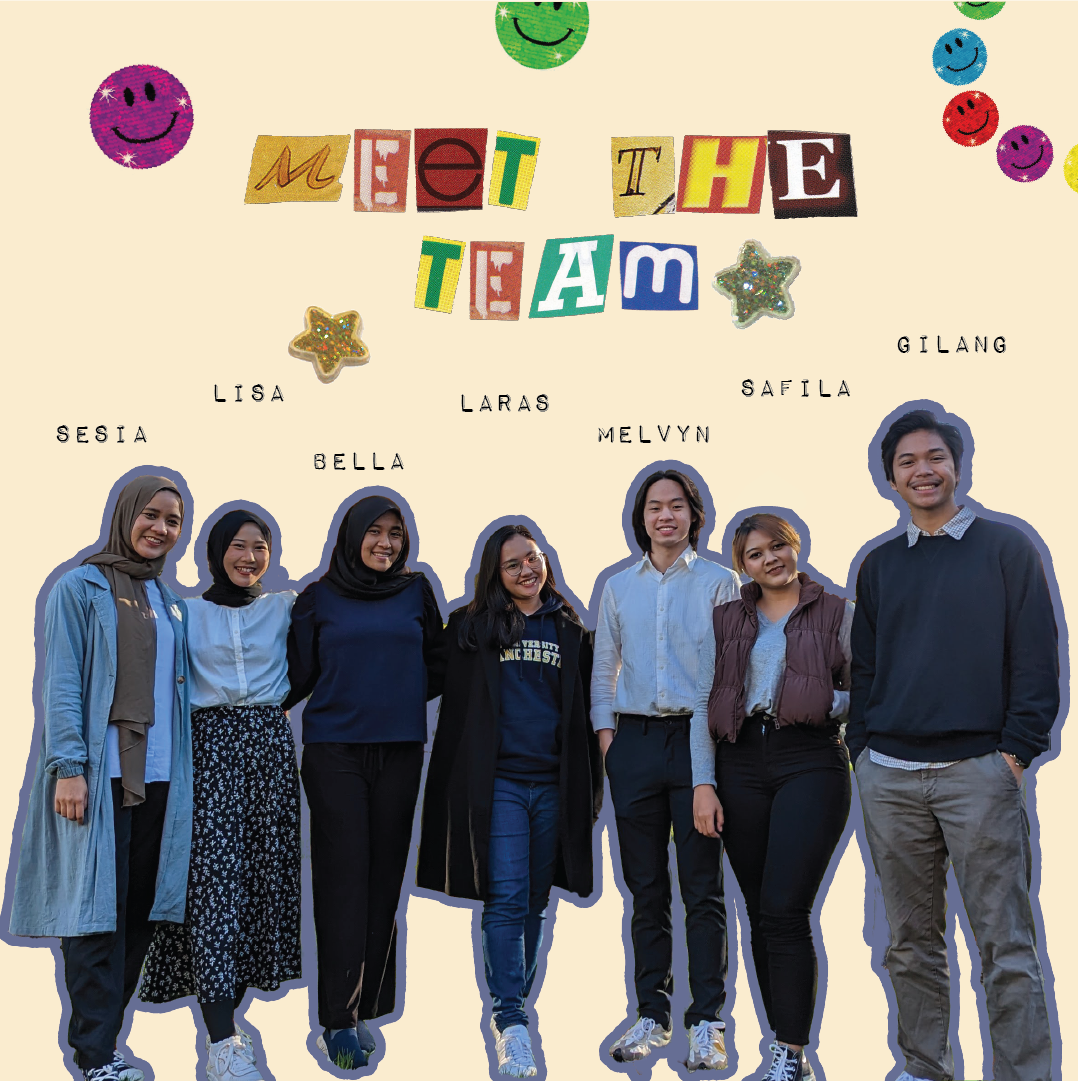 MEET THE
TEAM
GILANG
SAFILA
LISA
LARAS
SESIA
MELVYN
BELLA